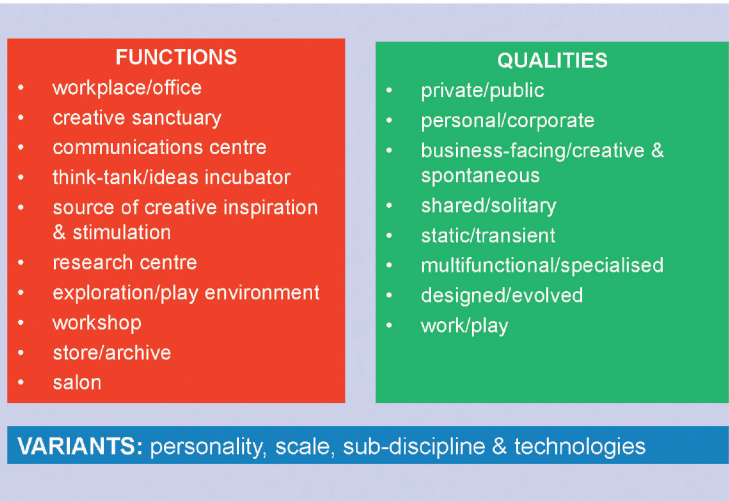 FUNCTIONS
• workplace/office
• creative sanctuary
• communications centre
• think-tank/ideas incubator
• source of creative inspiration
& stimulation
• research centre
• exploration/play environment
• workshop
• store/archive
• salon
QUALITIES
• private/public
• personal/corporate
• business-facing/creative &
spontaneous
• shared/solitary
• static/transient
• multifunctional/specialised
• designed/evolved
• work/play
VARIANTS: personality, scale, sub-discipline & technologies